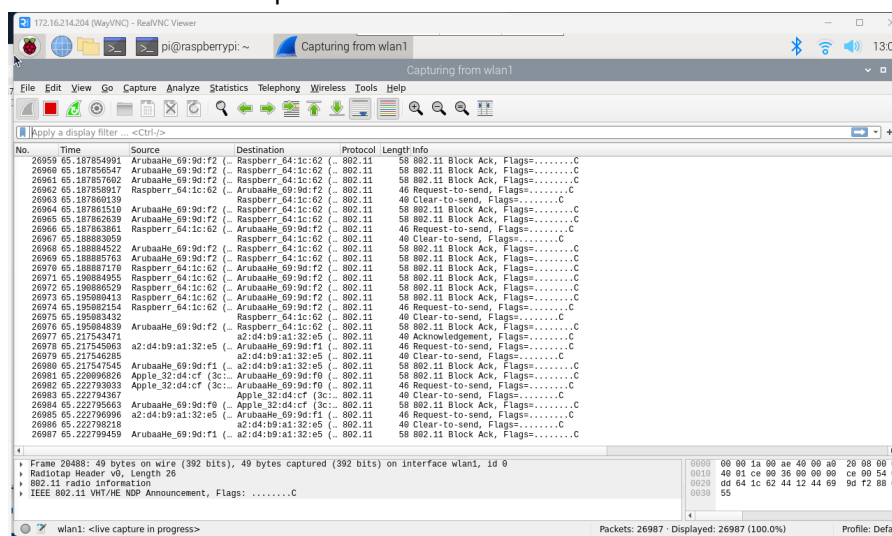 172.16.214.204 (WayVNC) - RealVNC Viewer
pi@raspberrypi: ~ Capturing from wlan1 13:0
Capturing from wlan1
File Edit View Go Capture Analyze Statistics Telephony Wireless Tools Help
Apply a display filter ... <Ctrl-/>
No. Time Source Destination Protocol Length Info
26959 65.187854991 ArubaaHe_69:9d:f2 (… Raspberr_64:1c:62 (… 802.11 58 802.11 Block Ack, Flags=........C
26960 65.187856547 ArubaaHe_69:9d:f2 (… Raspberr_64:1c:62 (… 802.11 58 802.11 Block Ack, Flags=........C
26961 65.187857602 ArubaaHe_69:9d:f2 (… Raspberr_64:1c:62 (… 802.11 58 802.11 Block Ack, Flags=........C
26962 65.187858917 Raspberr_64:1c:62 (… ArubaaHe_69:9d:f2 (… 802.11 46 Request-to-send, Flags=........C
26963 65.187860139 Raspberr_64:1c:62 (… 802.11 40 Clear-to-send, Flags=........C
26964 65.187861510 ArubaaHe_69:9d:f2 (… Raspberr_64:1c:62 (… 802.11 58 802.11 Block Ack, Flags=........C
26965 65.187862639 ArubaaHe_69:9d:f2 (… Raspberr_64:1c:62 (… 802.11 58 802.11 Block Ack, Flags=........C
26966 65.187863861 Raspberr_64:1c:62 (… ArubaaHe_69:9d:f2 (… 802.11 46 Request-to-send, Flags=........C
26967 65.188883059 Raspberr_64:1c:62 (… 802.11 40 Clear-to-send, Flags=........C
26968 65.188884522 ArubaaHe_69:9d:f2 (… Raspberr_64:1c:62 (… 802.11 58 802.11 Block Ack, Flags=........C
26969 65.188885763 Raspberr_64:1c:62 (… ArubaaHe_69:9d:f2 (… 802.11 58 802.11 Block Ack, Flags=........C
26970 65.188887170 Raspberr_64:1c:62 (… ArubaaHe_69:9d:f2 (… 802.11 58 802.11 Block Ack, Flags=........C
26971 65.190884955 Raspberr_64:1c:62 (… ArubaaHe_69:9d:f2 (… 802.11 58 802.11 Block Ack, Flags=........C
26972 65.190886529 Raspberr_64:1c:62 (… ArubaaHe_69:9d:f2 (… 802.11 58 802.11 Block Ack, Flags=........C
26973 65.195080413 Raspberr_64:1c:62 (… ArubaaHe_69:9d:f2 (… 802.11 58 802.11 Block Ack, Flags=........C
26974 65.195082154 Raspberr_64:1c:62 (… ArubaaHe_69:9d:f2 (… 802.11 46 Request-to-send, Flags=........C
26975 65.195083432 Raspberr_64:1c:62 (… 802.11 40 Clear-to-send, Flags=........C
26976 65.195084839 ArubaaHe_69:9d:f2 (… Raspberr_64:1c:62 (… 802.11 58 802.11 Block Ack, Flags=........C
26977 65.217543471 a2:d4:b9:a1:32:e5 (… 802.11 40 Acknowledgement, Flags=........C
26978 65.217545063 a2:d4:b9:a1:32:e5 (… ArubaaHe_69:9d:f1 (… 802.11 46 Request-to-send, Flags=........C
26979 65.217546285 a2:d4:b9:a1:32:e5 (… 802.11 40 Clear-to-send, Flags=........C
26980 65.217547545 ArubaaHe_69:9d:f1 (… a2:d4:b9:a1:32:e5 (… 802.11 58 802.11 Block Ack, Flags=........C
26981 65.220096826 Apple_32:d4:cf (3c:… ArubaaHe_69:9d:f0 (… 802.11 58 802.11 Block Ack, Flags=........C
26982 65.222793033 Apple_32:d4:cf (3c:… ArubaaHe_69:9d:f0 (… 802.11 46 Request-to-send, Flags=........C
26983 65.222794367 Apple_32:d4:cf (3c:… 802.11 40 Clear-to-send, Flags=........C
26984 65.222795663 ArubaaHe_69:9d:f0 (… Apple_32:d4:cf (3c:… 802.11 58 802.11 Block Ack, Flags=........C
26985 65.222796996 a2:d4:b9:a1:32:e5 (… ArubaaHe_69:9d:f1 (… 802.11 46 Request-to-send, Flags=........C
26986 65.222798218 a2:d4:b9:a1:32:e5 (… 802.11 40 Clear-to-send, Flags=........C
26987 65.222799459 ArubaaHe_69:9d:f1 (… a2:d4:b9:a1:32:e5 (… 802.11 58 802.11 Block Ack, Flags=........C
Frame 20488: 49 bytes on wire (392 bits), 49 bytes captured (392 bits) on interface wlan1, id 0
Radiotap Header v0, Length 26
802.11 radio information
IEEE 802.11 VHT/HE NDP Announcement, Flags: ........C
0000 00 00 1a 00 ae 40 00 a0 20 08 00
0010 40 01 ce 00 36 00 00 00 ce 00 54
0020 dd 64 1c 62 44 12 44 69 9d f2 88
0030 55
wlan1: <live capture in progress> Packets: 26987 · Displayed: 26987 (100.0%) Profile: Defa